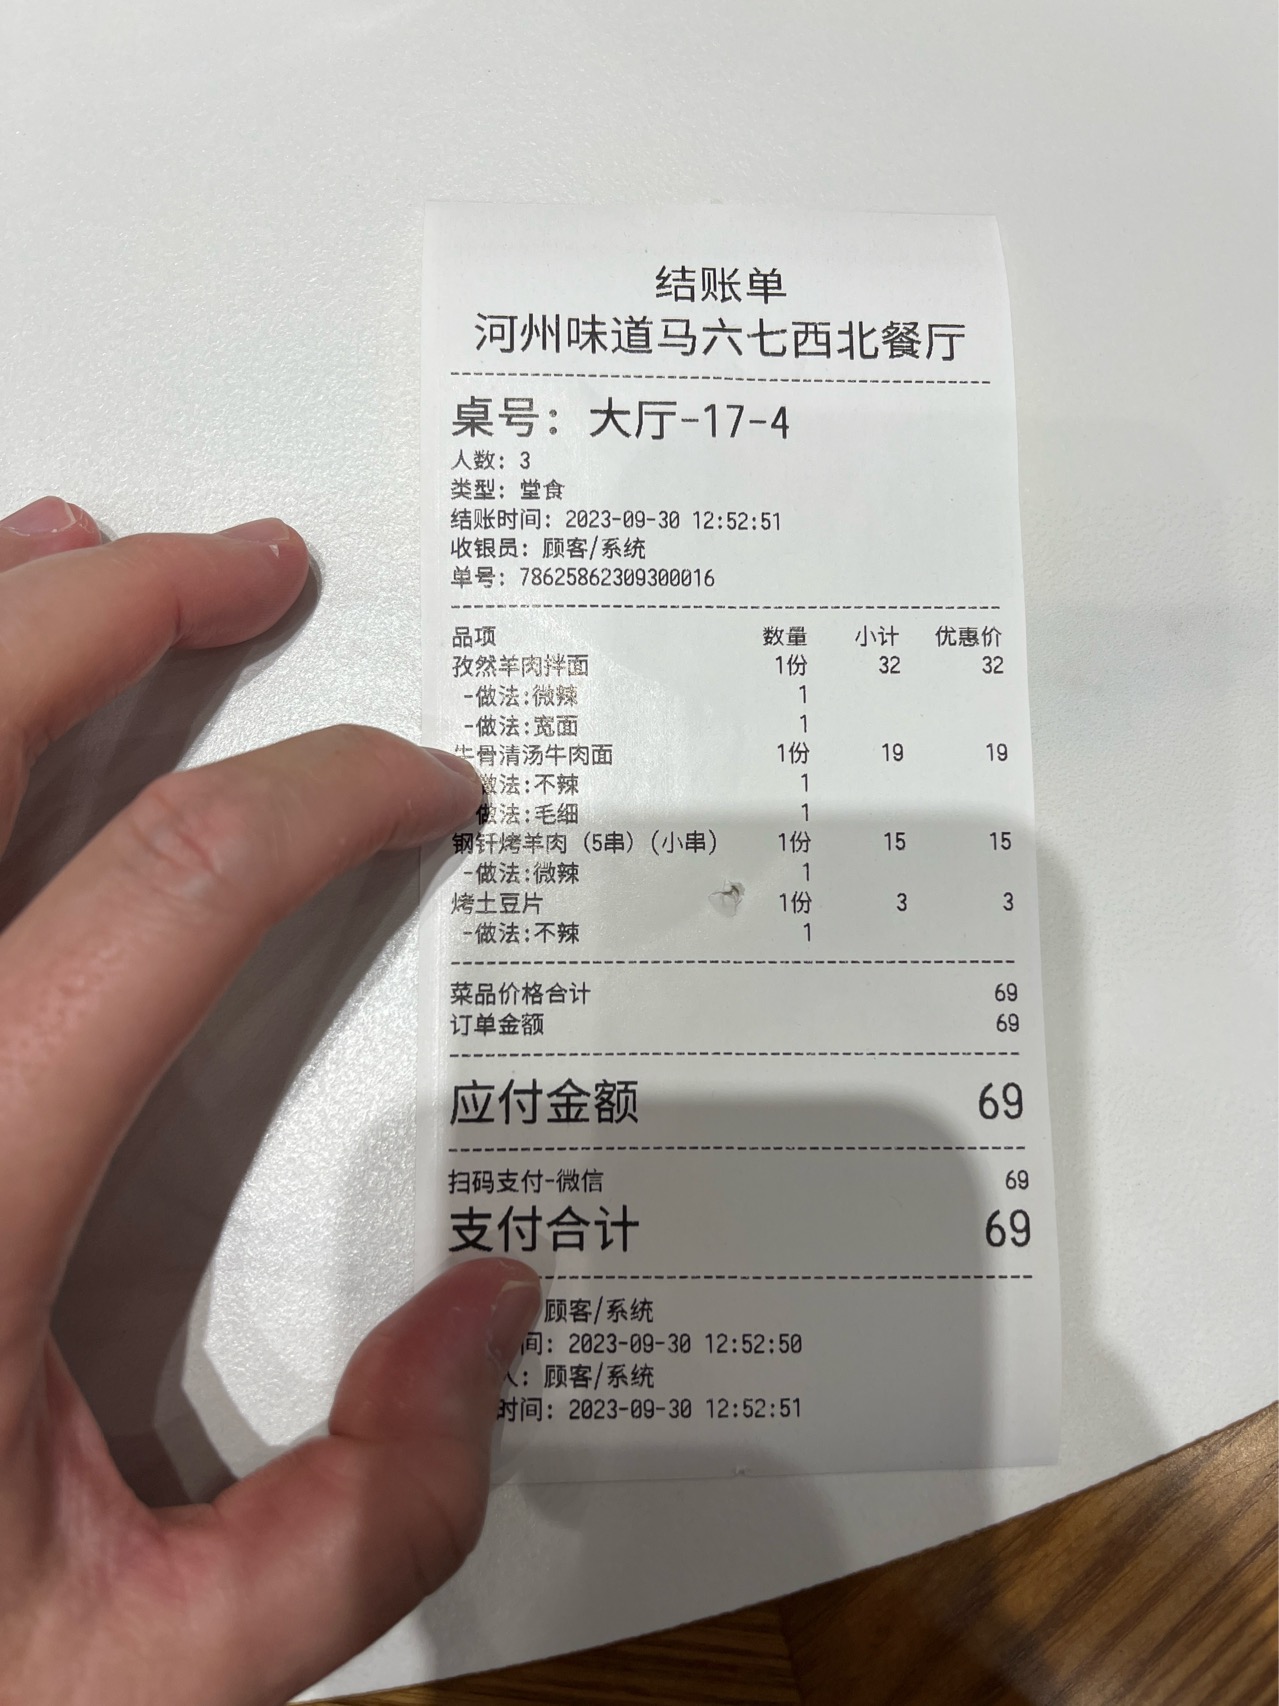 结账单
河州味道马六七西北餐厅
桌号：大厅-17-4
人数：3
类型：堂食
结账时间：2023-09-30 12:52:51
收银员：顾客/系统
单号：78625862309300016
品项 数量 小计 优惠价
孜然羊肉拌面 1份 32 32
-做法:微辣 1
-做法:宽面 1
牛骨清汤牛肉面 1份 19 19
做法:不辣 1
做法:毛细 1
钢钎烤羊肉（5串）（小串） 1份 15 15
-做法:微辣 1
烤土豆片 1份 3 3
-做法:不辣 1
菜品价格合计 69
订单金额 69
应付金额 69
扫码支付-微信 69
支付合计 69
顾客/系统
间：2023-09-30 12:52:50
人：顾客/系统
时间：2023-09-30 12:52:51